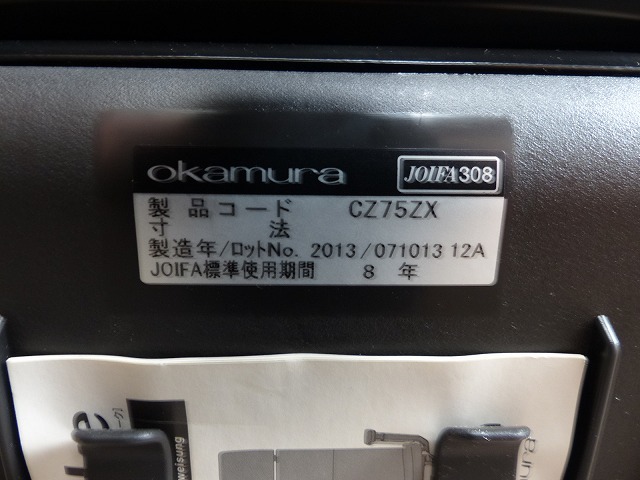 okamura JOIFA308
製品コード CZ75ZX
寸法
製造年/ロットNo. 2013/071013 12A
JOIFA標準使用期間 8 年
weisung